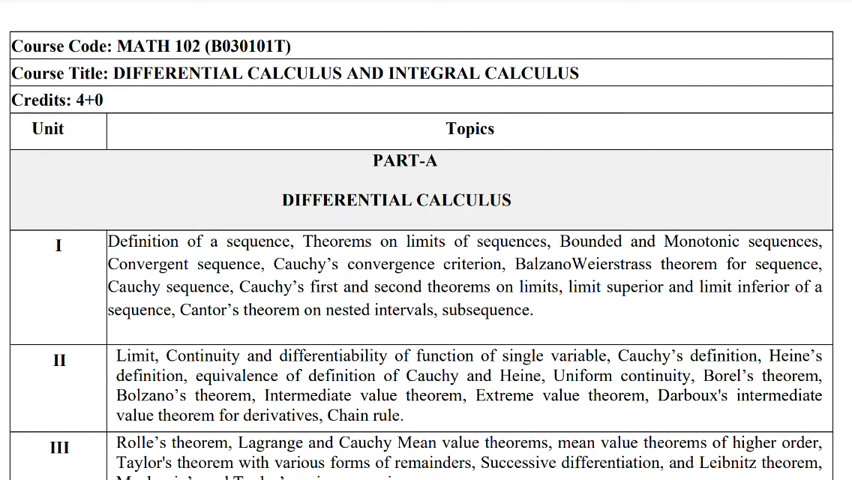 Course Code: MATH 102 (B030101T)
Course Title: DIFFERENTIAL CALCULUS AND INTEGRAL CALCULUS
Credits: 4+0
Unit Topics
PART-A
DIFFERENTIAL CALCULUS
I Definition of a sequence, Theorems on limits of sequences, Bounded and Monotonic sequences,
Convergent sequence, Cauchy’s convergence criterion, BalzanoWeierstrass theorem for sequence,
Cauchy sequence, Cauchy’s first and second theorems on limits, limit superior and limit inferior of a
sequence, Cantor’s theorem on nested intervals, subsequence.
II Limit, Continuity and differentiability of function of single variable, Cauchy’s definition, Heine’s
definition, equivalence of definition of Cauchy and Heine, Uniform continuity, Borel’s theorem,
Bolzano’s theorem, Intermediate value theorem, Extreme value theorem, Darboux's intermediate
value theorem for derivatives, Chain rule.
III Rolle’s theorem, Lagrange and Cauchy Mean value theorems, mean value theorems of higher order,
Taylor's theorem with various forms of remainders, Successive differentiation, and Leibnitz theorem,